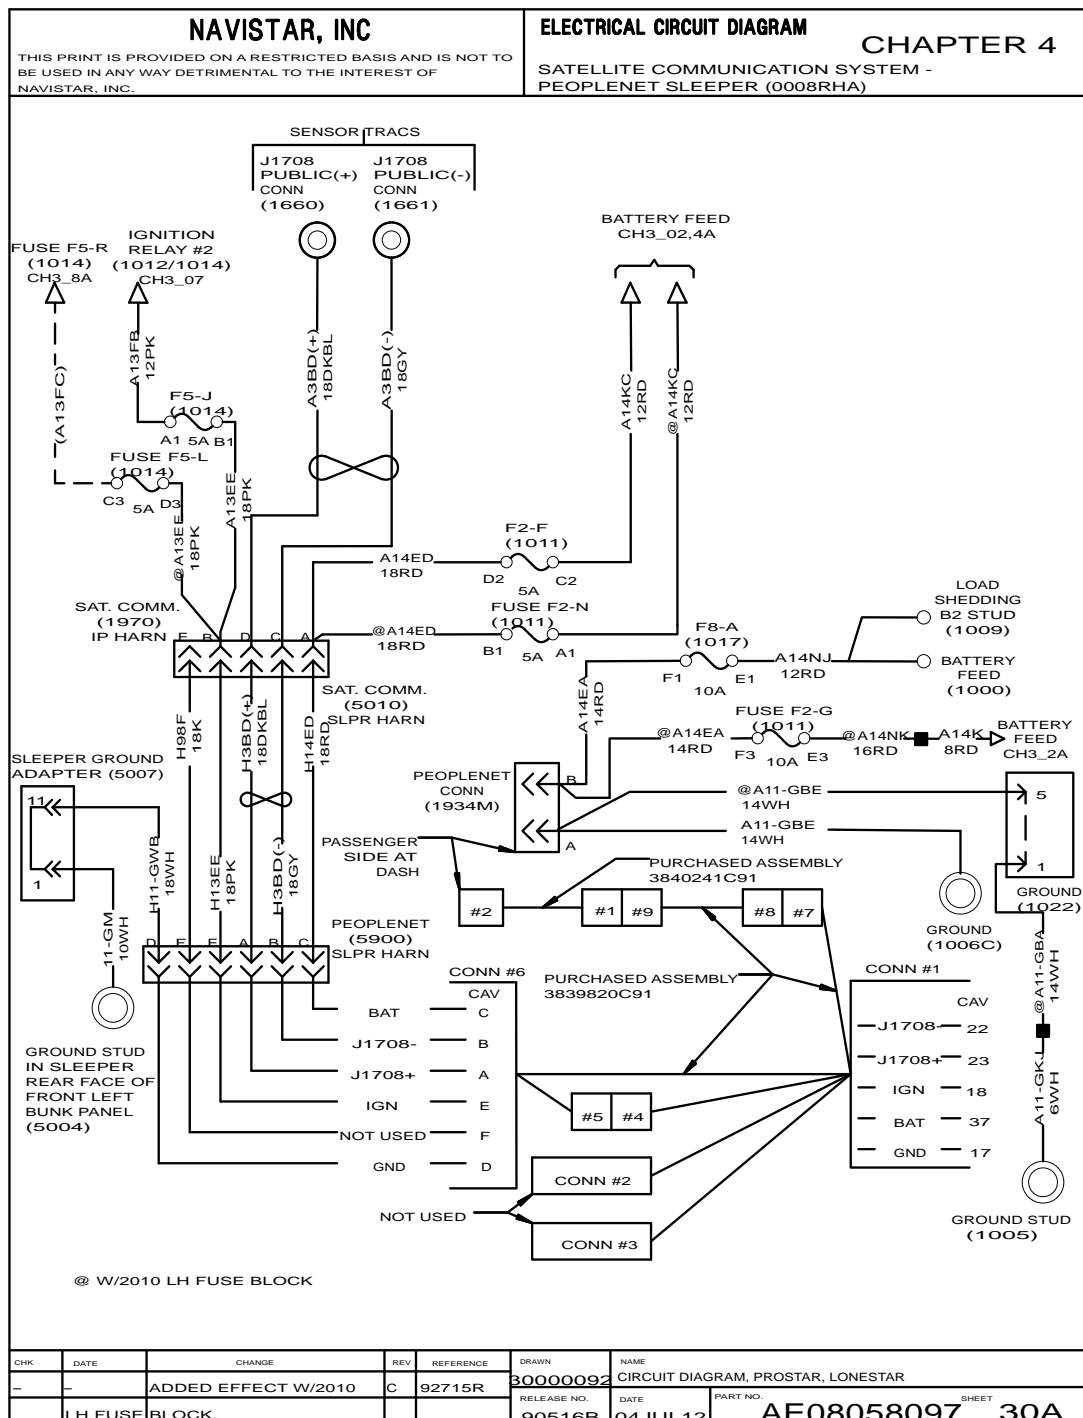 NAVISTAR, INC
THIS PRINT IS PROVIDED ON A RESTRICTED BASIS AND IS NOT TO
BE USED IN ANY WAY DETRIMENTAL TO THE INTEREST OF
NAVISTAR, INC.
ELECTRICAL CIRCUIT DIAGRAM
CHAPTER 4
SATELLITE COMMUNICATION SYSTEM -
PEOPLENET SLEEPER (0008RHA)
SENSOR TRACS
J1708
PUBLIC(+)
CONN
(1660)
J1708
PUBLIC(-)
CONN
(1661)
BATTERY FEED
CH3_02,4A
FUSE F5-R
(1014)
CH3_8A
IGNITION
RELAY #2
(1012/1014)
CH3_07
(A13FC)
A13FB
12PK
A3BD(+)
18DKBL
A3BD(-)
18GY
A14KC
12RD
@A14KC
12RD
F5-J
(1014)
A1 5A B1
FUSE F5-L
(1014)
C3 5A D3
A13EE
18PK
@A13EE
18PK
A14ED
18RD
F2-F
(1011)
D2 5A C2
@A14ED
18RD
FUSE F2-N
(1011)
B1 5A A1
SAT. COMM.
(1970)
IP HARN
F B D C A
SAT. COMM.
(5010)
SLPR HARN
LOAD
SHEDDING
B2 STUD
(1009)
F8-A
(1017)
F1 10A E1
A14NJ
12RD
BATTERY
FEED
(1000)
A14EA
14RD
@A14EA
14RD
FUSE F2-G
(1011)
F3 10A E3
@A14NK
16RD
A14K
8RD
BATTERY
FEED
CH3_2A
H98F
18K
H3BD(+)
18DKBL
H14ED
18RD
SLEEPER GROUND
ADAPTER (5007)
11
1
H11-GWB
18WH
H13EE
18PK
H3BD(-)
18GY
11-GM
10WH
PEOPLENET
CONN
(1934M)
B
A
@A11-GBE
14WH
A11-GBE
14WH
5
1
GROUND
(1022)
GROUND
(1006C)
PASSENGER
SIDE AT
DASH
PURCHASED ASSEMBLY
3840241C91
#2
#1 #9
#8 #7
PEOPLENET
(5900)
SLPR HARN
D F E A B C
PURCHASED ASSEMBLY
3839820C91
@A11-GBA
14WH
A11-GKJ
6WH
GROUND STUD
IN SLEEPER
REAR FACE OF
FRONT LEFT
BUNK PANEL
(5004)
CONN #6
CAV
BAT C
J1708- B
J1708+ A
IGN E
NOT USED F
GND D
CONN #1
CAV
J1708- 22
J1708+ 23
IGN 18
BAT 37
GND 17
#5 #4
CONN #2
NOT USED
CONN #3
GROUND STUD
(1005)
@ W/2010 LH FUSE BLOCK
CHK DATE CHANGE REV REFERENCE
- - ADDED EFFECT W/2010 C 92715R
LH FUSE BLOCK.
DRAWN
30000092
NAME
CIRCUIT DIAGRAM, PROSTAR, LONESTAR
RELEASE NO.
90516B
DATE
04JUL12
PART NO.
AF08058097
SHEET
30A